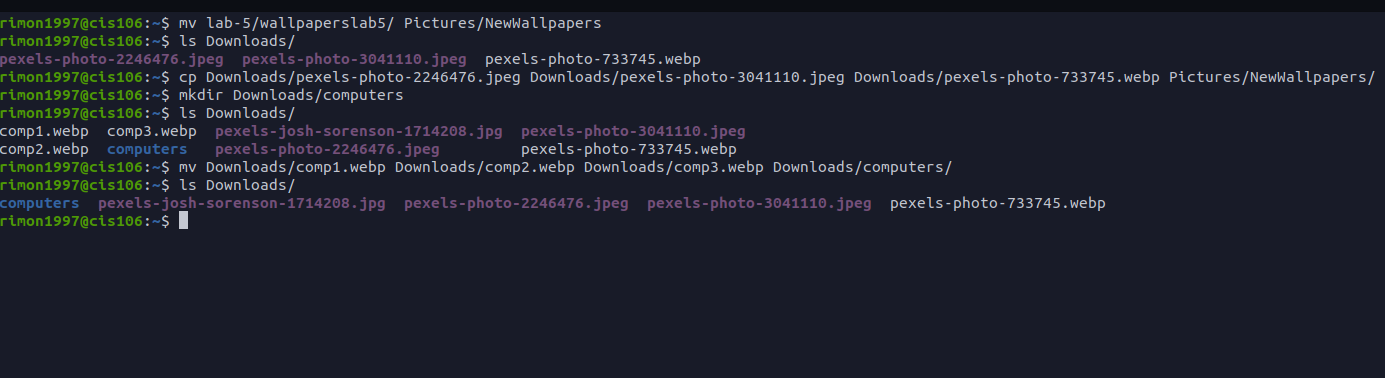 rimon1997@cis106:~$ mv lab-5/wallpaperslab5/ Pictures/NewWallpapers
rimon1997@cis106:~$ ls Downloads/
pexels-photo-2246476.jpeg  pexels-photo-3041110.jpeg  pexels-photo-733745.webp
rimon1997@cis106:~$ cp Downloads/pexels-photo-2246476.jpeg Downloads/pexels-photo-3041110.jpeg Downloads/pexels-photo-733745.webp Pictures/NewWallpapers/
rimon1997@cis106:~$ mkdir Downloads/computers
rimon1997@cis106:~$ ls Downloads/
comp1.webp  comp3.webp  pexels-josh-sorenson-1714208.jpg  pexels-photo-3041110.jpeg
comp2.webp  computers   pexels-photo-2246476.jpeg         pexels-photo-733745.webp
rimon1997@cis106:~$ mv Downloads/comp1.webp Downloads/comp2.webp Downloads/comp3.webp Downloads/computers/
rimon1997@cis106:~$ ls Downloads/
computers  pexels-josh-sorenson-1714208.jpg  pexels-photo-2246476.jpeg  pexels-photo-3041110.jpeg  pexels-photo-733745.webp
rimon1997@cis106:~$